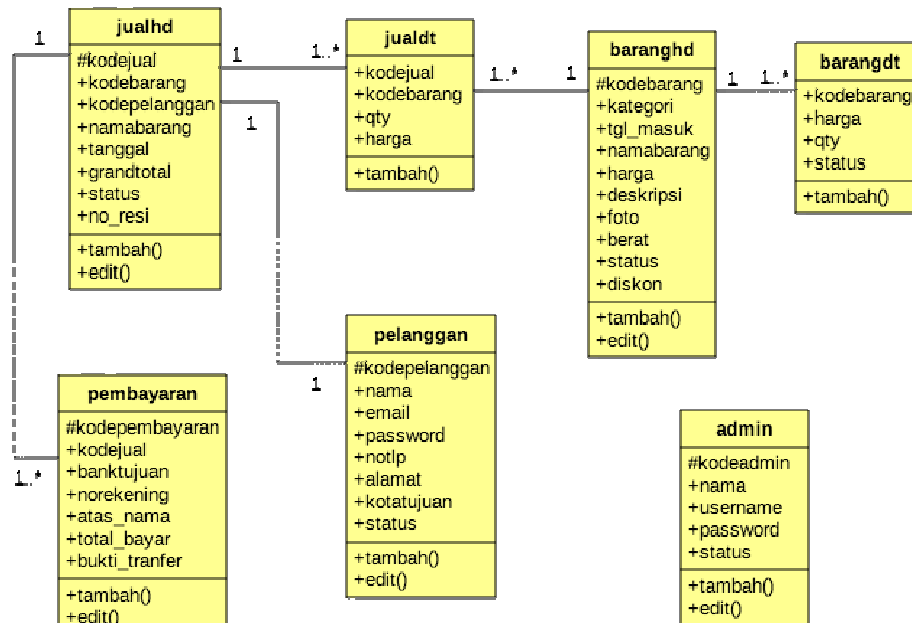 jualhd
#kodejual
+kodebarang
+kodepelanggan
+namabarang
+tanggal
+grandtotal
+status
+no_resi
+tambah()
+edit()
1
1
1..*
1
jualdt
+kodejual
+kodebarang
+qty
+harga
+tambah()
1..*
1
baranghd
#kodebarang
+kategori
+tgl_masuk
+namabarang
+harga
+deskripsi
+foto
+berat
+status
+diskon
+tambah()
+edit()
1
1..*
barangdt
+kodebarang
+harga
+qty
+status
+tambah()
pelanggan
#kodepelanggan
+nama
+email
+password
+notlp
+alamat
+kotatujuan
+status
+tambah()
+edit()
1
pembayaran
#kodepembayaran
+kodejual
+banktujuan
+norekening
+atas_nama
+total_bayar
+bukti_tranfer
+tambah()
+edit()
1..*
admin
#kodeadmin
+nama
+username
+password
+status
+tambah()
+edit()